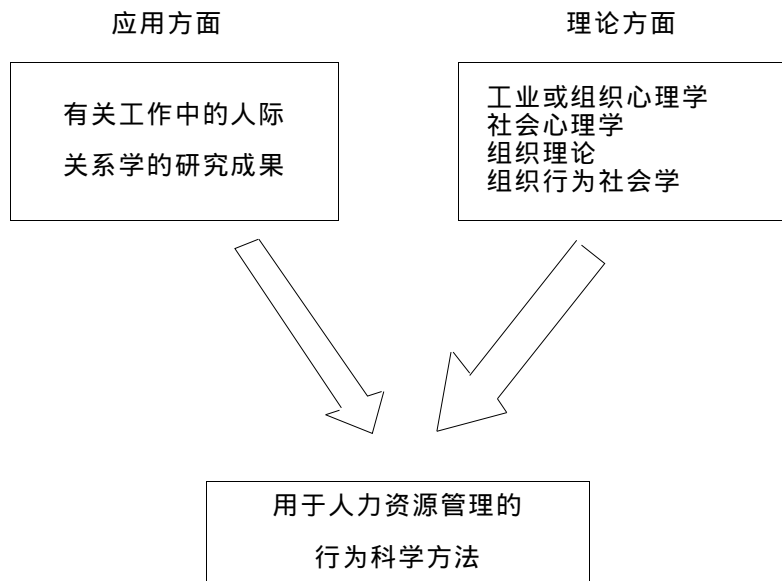 应用方面
理论方面
有关工作中的人际
关系学的研究成果
工业或组织心理学
社会心理学
组织理论
组织行为社会学
用于人力资源管理的
行为科学方法